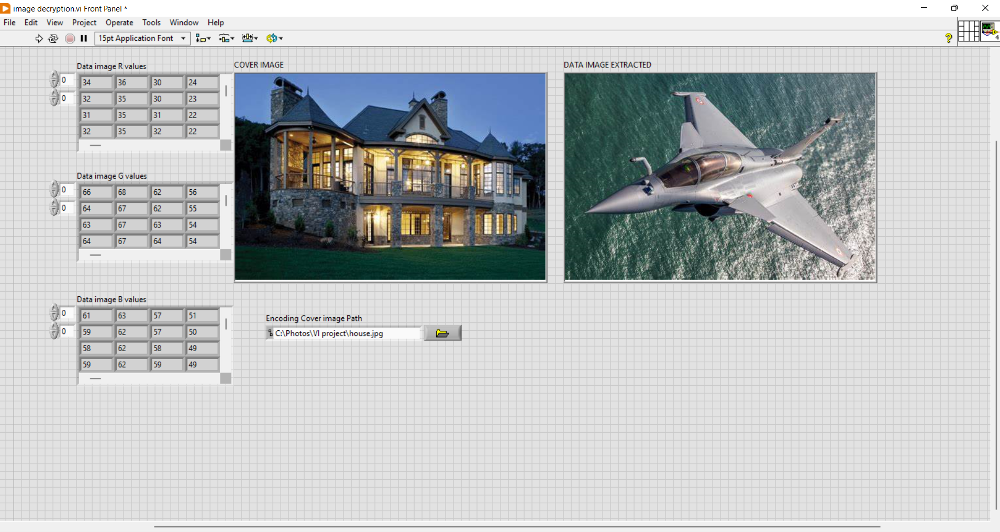 image decryption.vi Front Panel *
File Edit View Project Operate Tools Window Help
15pt Application Font
?
4
Data image R values
0
0
34 36 30 24
32 35 30 23
31 35 31 22
32 35 32 22
COVER IMAGE
DATA IMAGE EXTRACTED
Data image G values
0
0
66 68 62 56
64 67 62 55
63 67 63 54
64 67 64 54
Data image B values
0
0
61 63 57 51
59 62 57 50
58 62 58 49
59 62 59 49
Encoding Cover image Path
C:\Photos\VI project\house.jpg